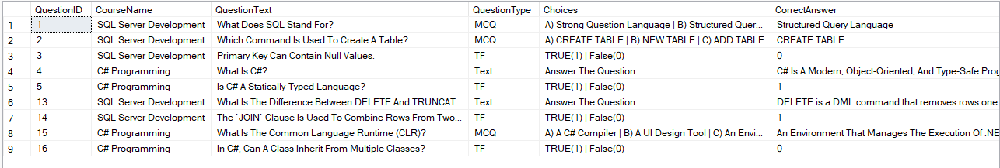 QuestionID CourseName QuestionText QuestionType Choices CorrectAnswer
1 1 SQL Server Development What Does SQL Stand For? MCQ A) Strong Question Language | B) Structured Quer... Structured Query Language
2 2 SQL Server Development Which Command Is Used To Create A Table? MCQ A) CREATE TABLE | B) NEW TABLE | C) ADD TABLE CREATE TABLE
3 3 SQL Server Development Primary Key Can Contain Null Values. TF TRUE(1) | False(0) 0
4 4 C# Programming What Is C#? Text Answer The Question C# Is A Modern, Object-Oriented, And Type-Safe Prog
5 5 C# Programming Is C# A Statically-Typed Language? TF TRUE(1) | False(0) 1
6 13 SQL Server Development What Is The Difference Between DELETE And TRUNCAT... Text Answer The Question DELETE is a DML command that removes rows one
7 14 SQL Server Development The `JOIN` Clause Is Used To Combine Rows From Two... TF TRUE(1) | False(0) 1
8 15 C# Programming What Is The Common Language Runtime (CLR)? MCQ A) A C# Compiler | B) A UI Design Tool | C) An Envi... An Environment That Manages The Execution Of .NE
9 16 C# Programming In C#, Can A Class Inherit From Multiple Classes? TF TRUE(1) | False(0) 0